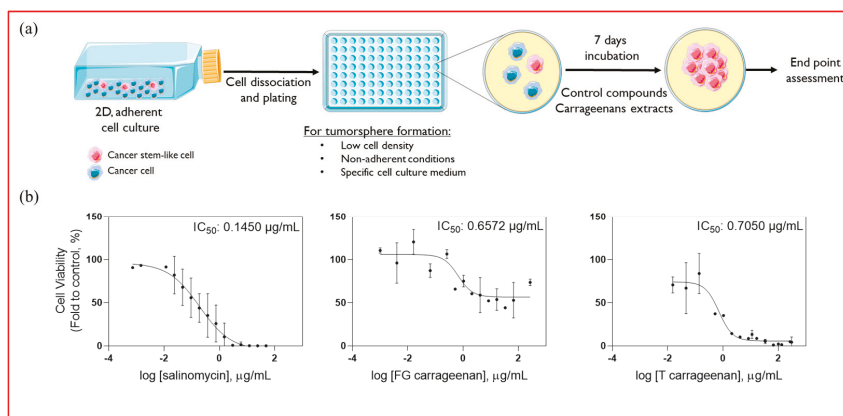 (a)
2D, adherent
cell culture
Cancer stem-like cell
Cancer cell
Cell dissociation
and plating
For tumorsphere formation:
• Low cell density
• Non-adherent conditions
• Specific cell culture medium
7 days
incubation
Control compounds
Carrageenans extracts
End point
assessment
(b)
Cell Viability
(Fold to control, %)
150
100
50
0
-4 -2 0 2
IC50: 0.1450 µg/mL
log [salinomycin], µg/mL
150
100
50
0
-4 -2 0 2
IC50: 0.6572 µg/mL
log [FG carrageenan], µg/mL
150
100
50
0
-2 0 2
IC50: 0.7050 µg/mL
log [T carrageenan], µg/mL